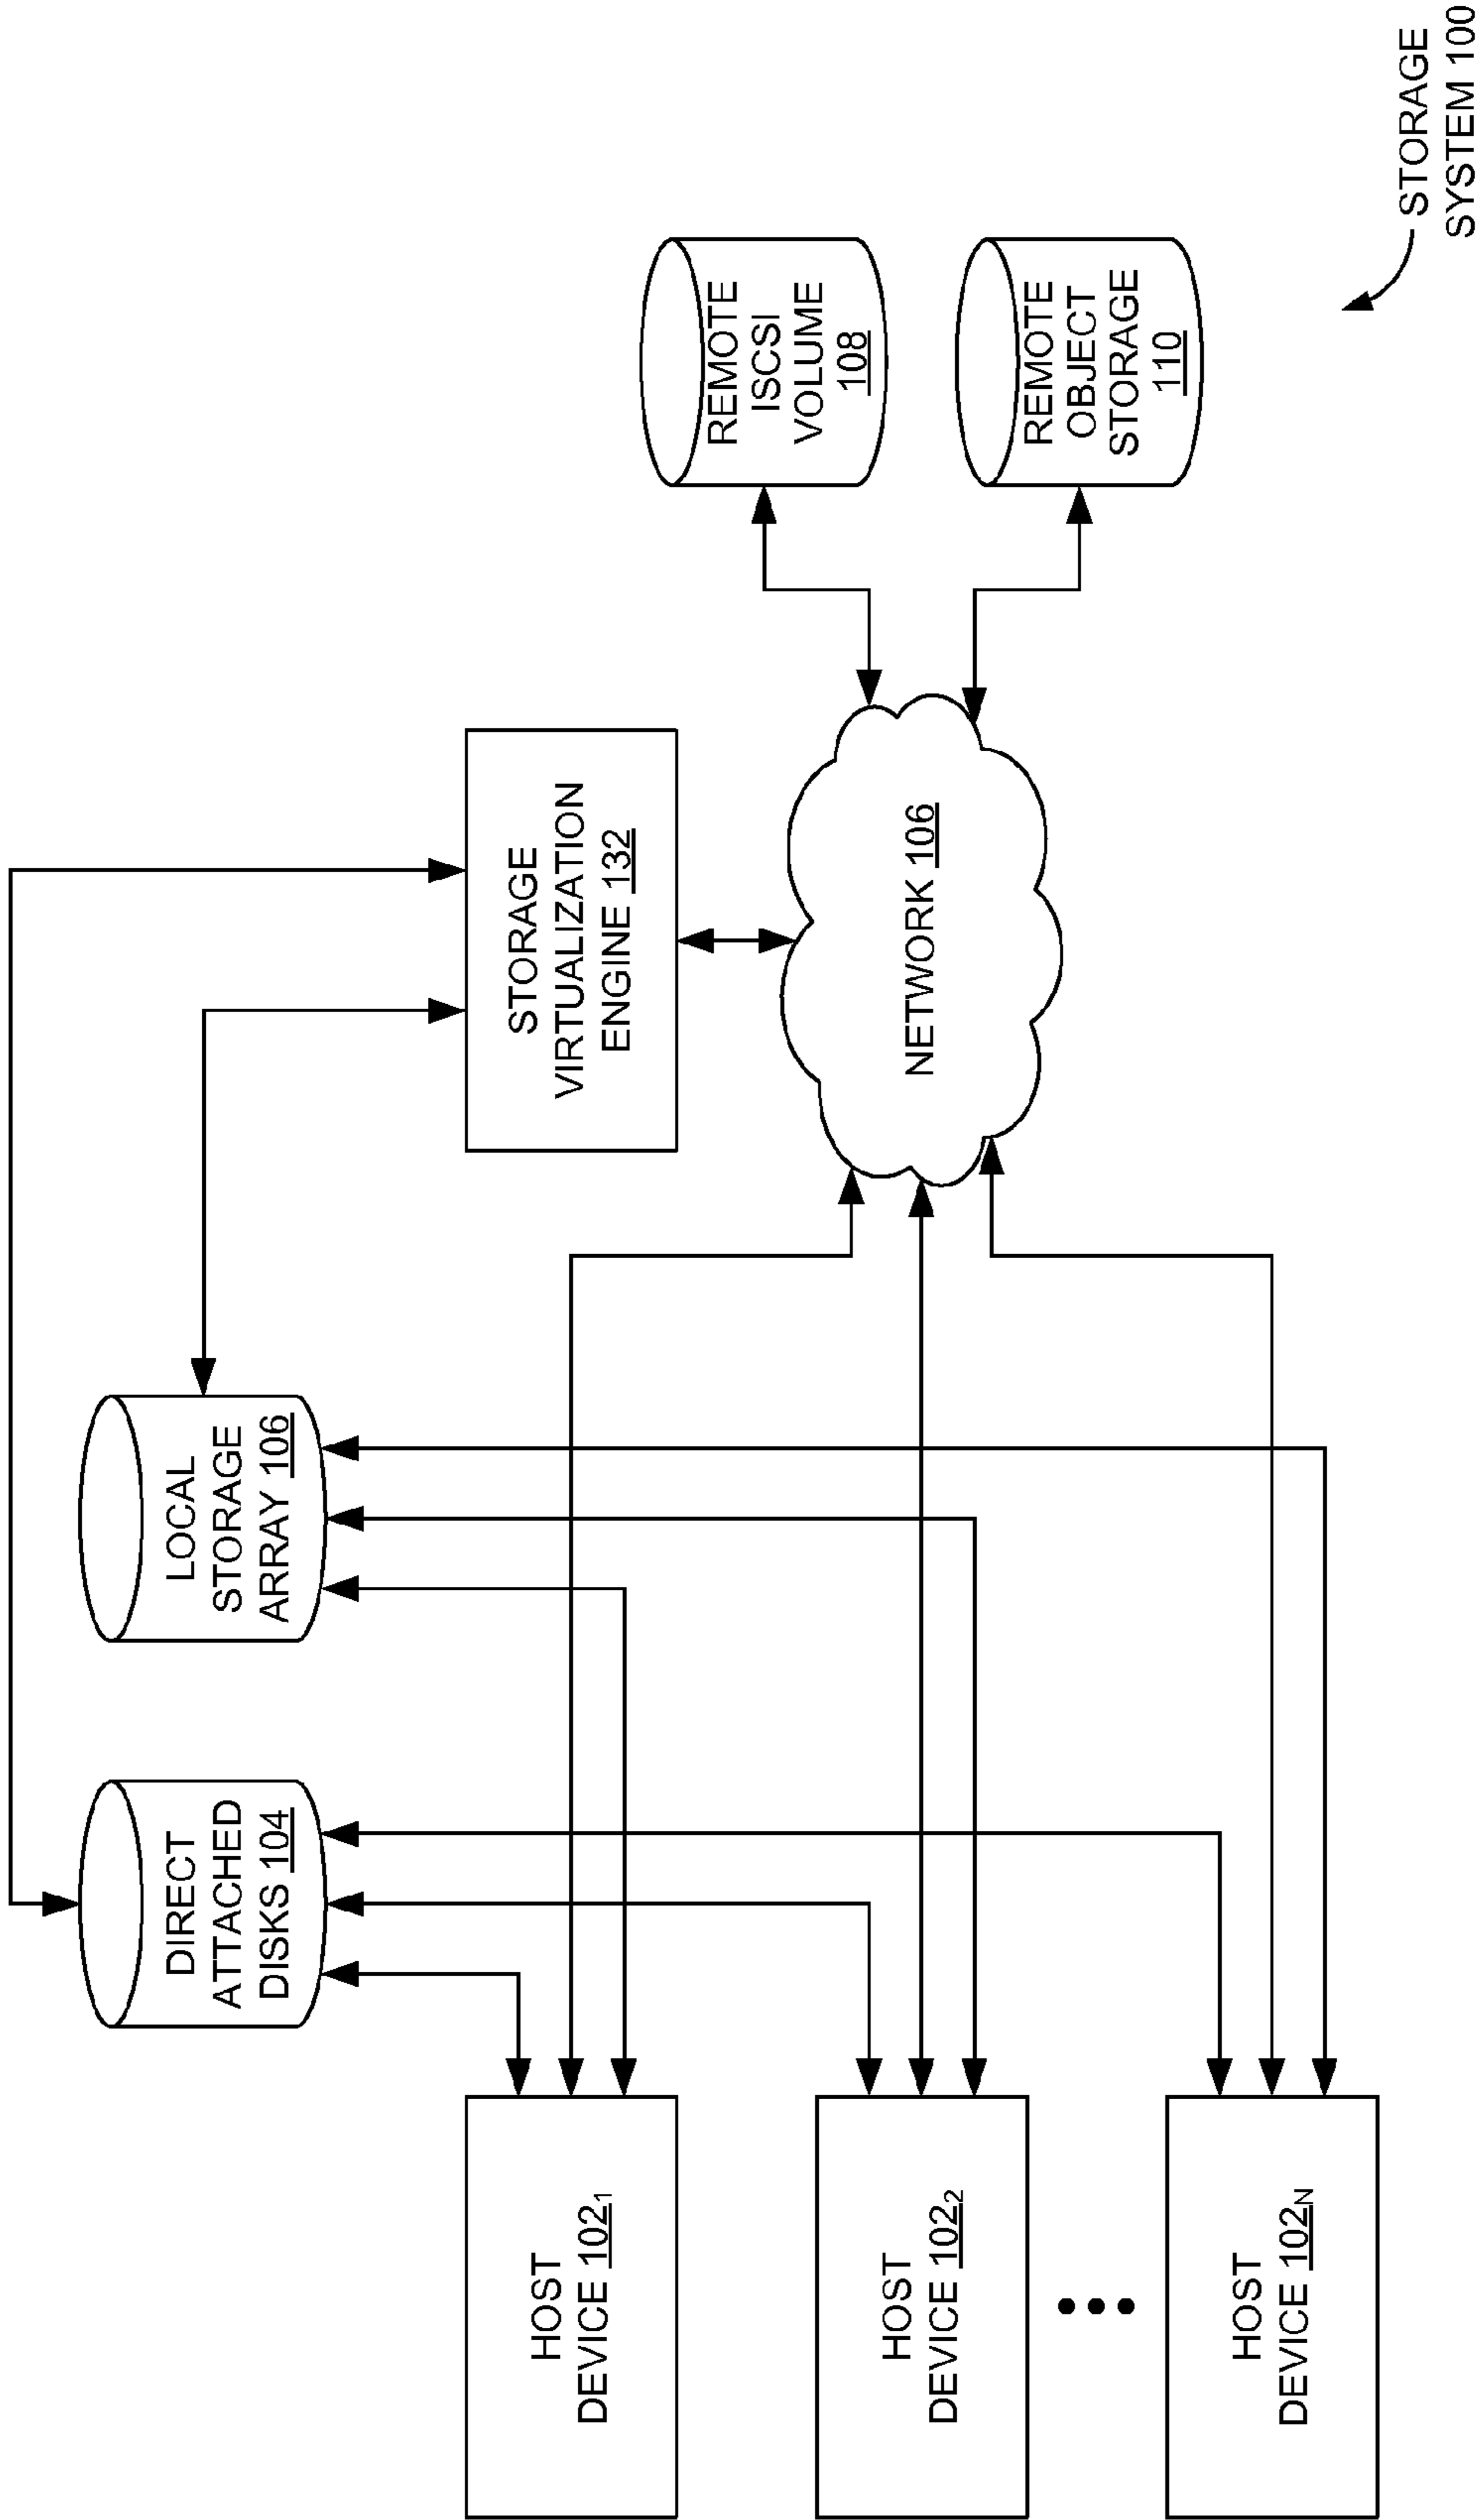 DIRECT
ATTACHED
DISKS 104
LOCAL
STORAGE
ARRAY 106
HOST
DEVICE 102₁
STORAGE
VIRTUALIZATION
ENGINE 132
REMOTE
ISCSI
VOLUME
108
HOST
DEVICE 102₂
NETWORK 106
REMOTE
OBJECT
STORAGE
110
HOST
DEVICE 102N
STORAGE
SYSTEM 100